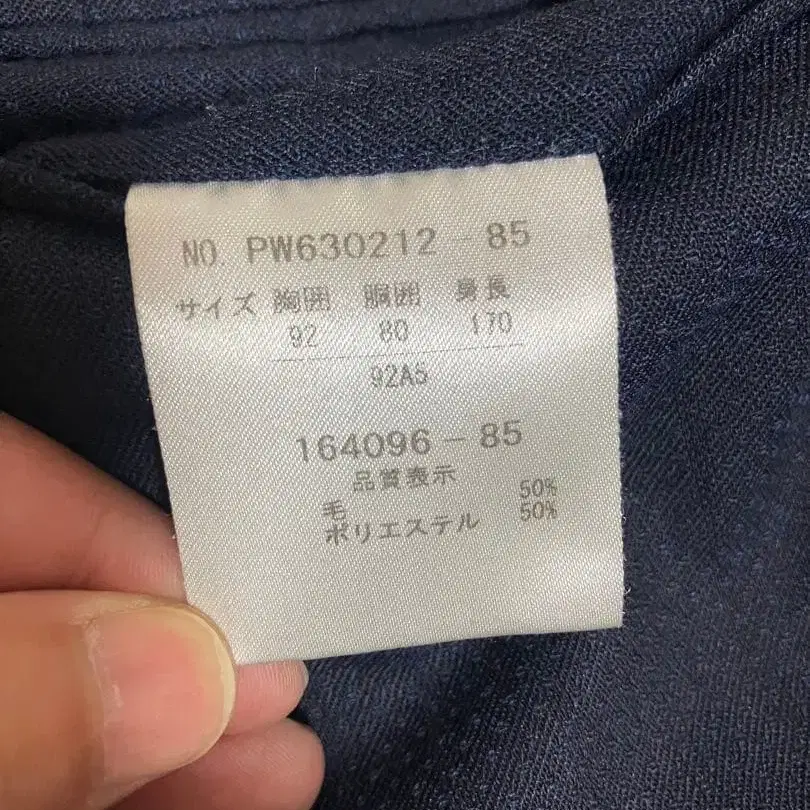 NO. PW630212-85
サイズ 胸囲 胴囲 身長
92 80 170
92A5
164096-85
品質表示
毛 50%
ポリエステル 50%